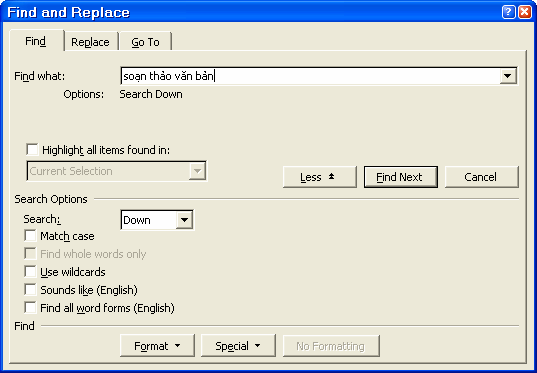 Find and Replace
Find Replace Go To
Find what: soạn thảo văn bản
Options: Search Down
Highlight all items found in:
Current Selection
Less Find Next Cancel
Search Options
Search: Down
Match case
Find whole words only
Use wildcards
Sounds like (English)
Find all word forms (English)
Find
Format Special No Formatting